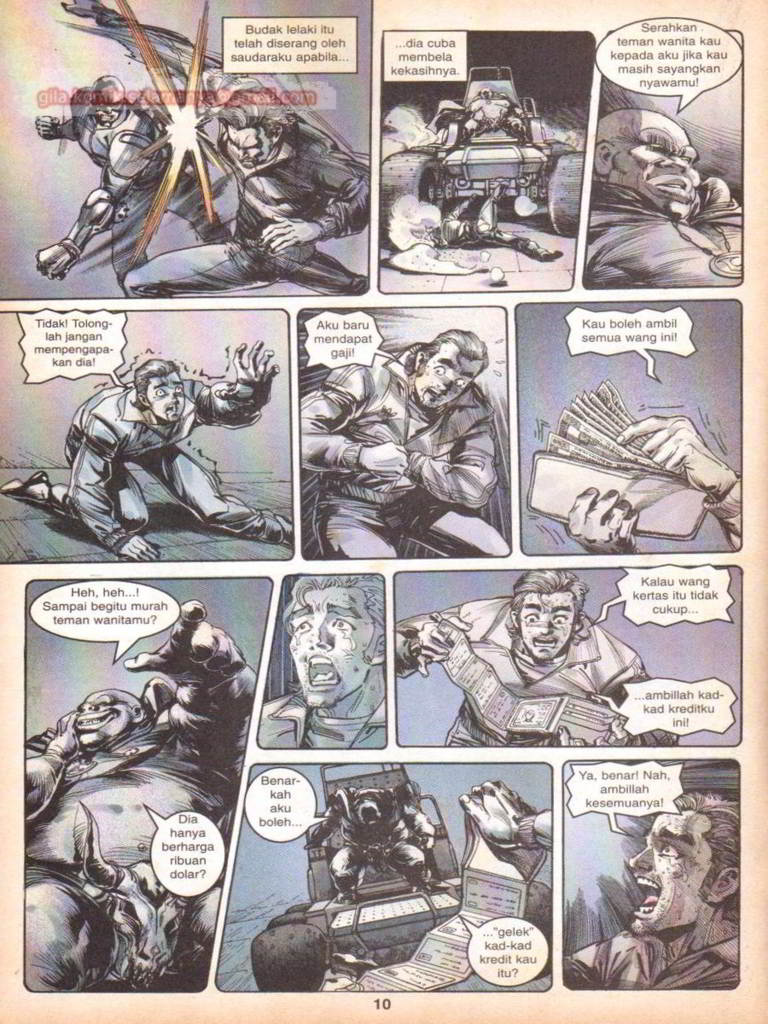 Budak lelaki itu
telah diserang oleh
saudaraku apabila...
...dia cuba
membela
kekasihnya.
Serahkan
teman wanita kau
kepada aku jika kau
masih sayangkan
nyawamu!
Tidak! Tolong-
lah jangan
mempengapa-
kan dia!
Aku baru
mendapat
gaji!
Kau boleh ambil
semua wang ini!
Heh, heh...!
Sampai begitu murah
teman wanitamu?
Dia
hanya
berharga
ribuan
dolar?
Kalau wang
kertas itu tidak
cukup...
...ambillah kad-
kad kreditku
ini!
Benar-
kah
aku
boleh...
..."gelek"
kad-kad
kredit kau
itu?
Ya, benar! Nah,
ambillah
kesemuanya!
10